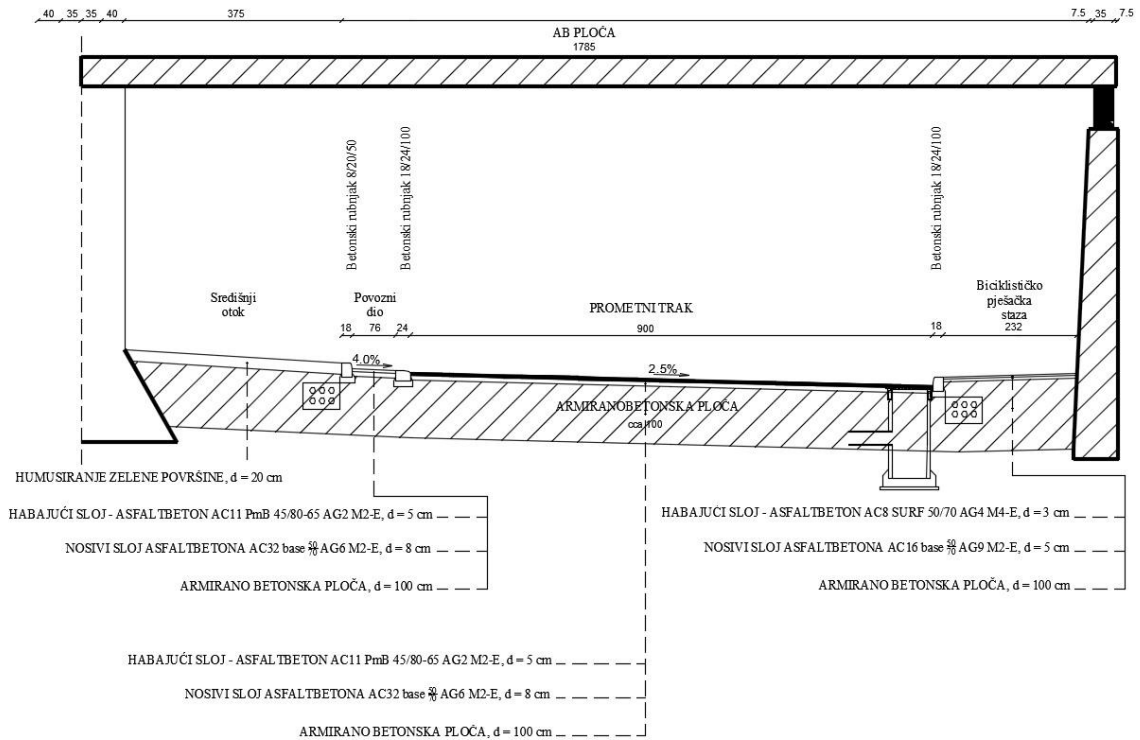 40 35 35 40 375 7.5 35 7.5
AB PLOČA
1785
Betonski rubnjak 8/20/50
Betonski rubnjak 18/24/100
Betonski rubnjak 18/24/100
Središnji
otok
Povozni
dio
PROMETNI TRAK
Biciklističko
pješačka
staza
18 76 24 900 18 232
4.0%
2.5%
ARMIRANOBETONSKA PLOČA
cca 100
HUMUSIRANJE ZELENE POVRŠINE, d = 20 cm
HABAJUĆI SLOJ - ASFALTBETON AC11 PmB 45/80-65 AG2 M2-E, d = 5 cm
NOSIVI SLOJ ASFALTBETONA AC32 base 50/70 AG6 M2-E, d = 8 cm
ARMIRANO BETONSKA PLOČA, d = 100 cm
HABAJUĆI SLOJ - ASFALTBETON AC8 SURF 50/70 AG4 M4-E, d = 3 cm
NOSIVI SLOJ ASFALTBETONA AC16 base 50/70 AG9 M2-E, d = 5 cm
ARMIRANO BETONSKA PLOČA, d = 100 cm
HABAJUĆI SLOJ - ASFALTBETON AC11 PmB 45/80-65 AG2 M2-E, d = 5 cm
NOSIVI SLOJ ASFALTBETONA AC32 base 50/70 AG6 M2-E, d = 8 cm
ARMIRANO BETONSKA PLOČA, d = 100 cm